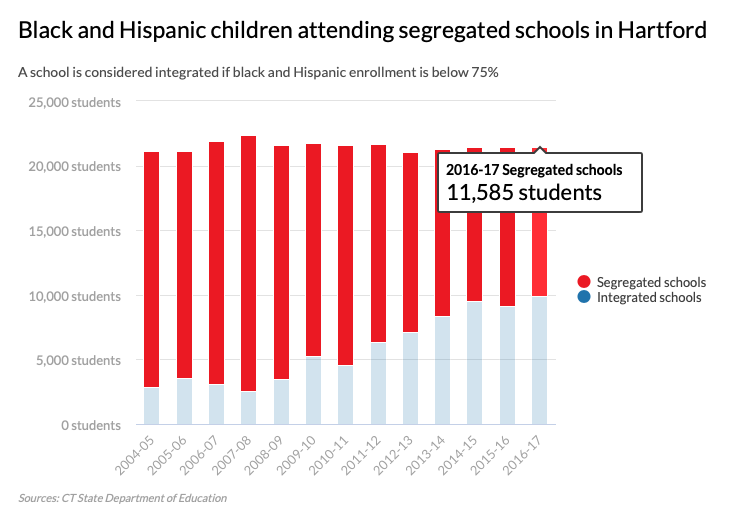 Black and Hispanic children attending segregated schools in Hartford
A school is considered integrated if black and Hispanic enrollment is below 75%
25,000 students
20,000 students
15,000 students
10,000 students
5,000 students
0 students
2016-17 Segregated schools
11,585 students
Segregated schools
Integrated schools
2004-05
2005-06
2006-07
2007-08
2008-09
2009-10
2010-11
2011-12
2012-13
2013-14
2014-15
2015-16
2016-17
Sources: CT State Department of Education